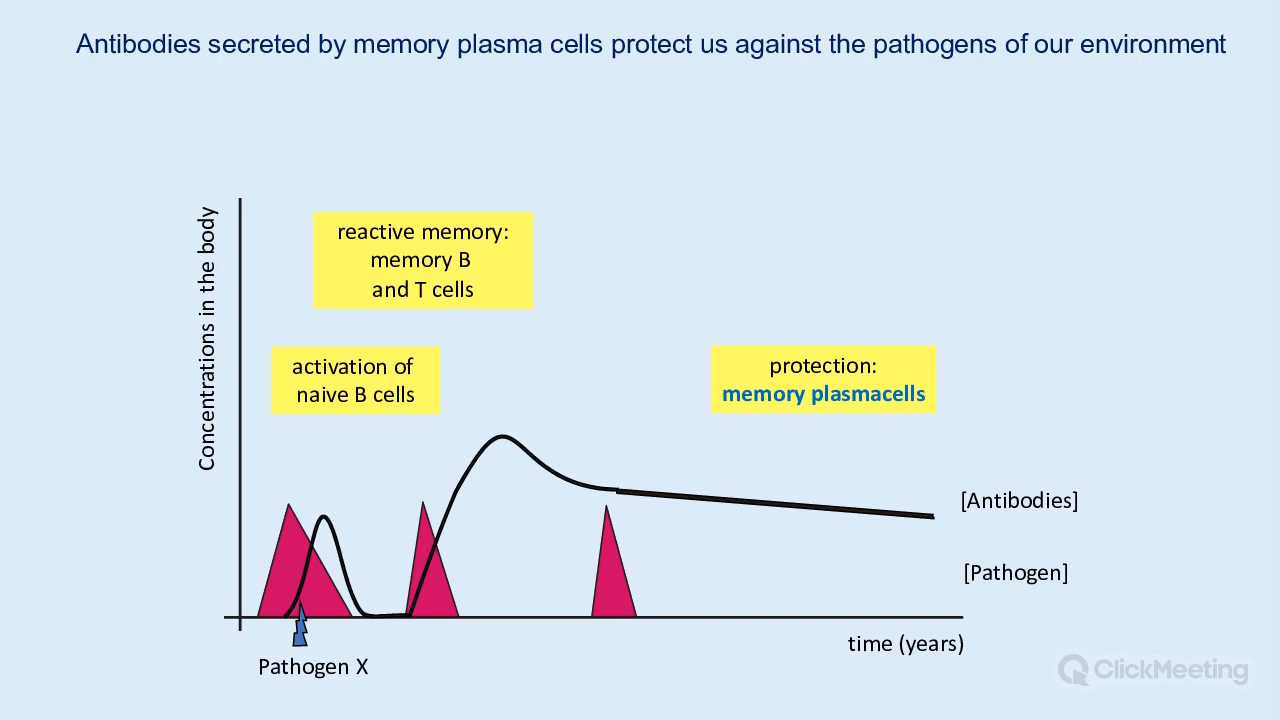 Antibodies secreted by memory plasma cells protect us against the pathogens of our environment
Concentrations in the body
reactive memory:
memory B
and T cells
activation of
naive B cells
protection:
memory plasmacells
[Antibodies]
[Pathogen]
time (years)
Pathogen X
ClickMeeting